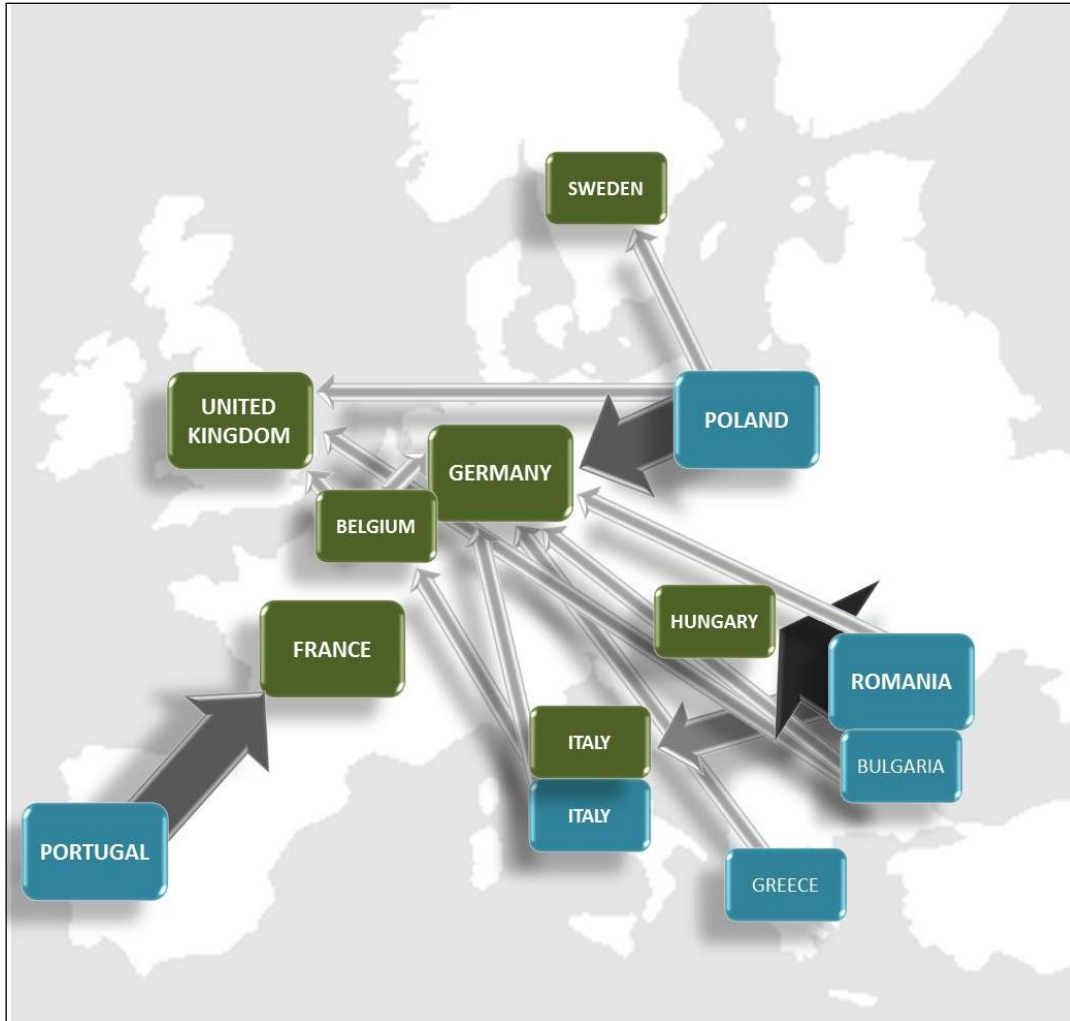 SWEDEN
UNITED
KINGDOM
POLAND
GERMANY
BELGIUM
HUNGARY
FRANCE
ROMANIA
ITALY
BULGARIA
ITALY
PORTUGAL
GREECE